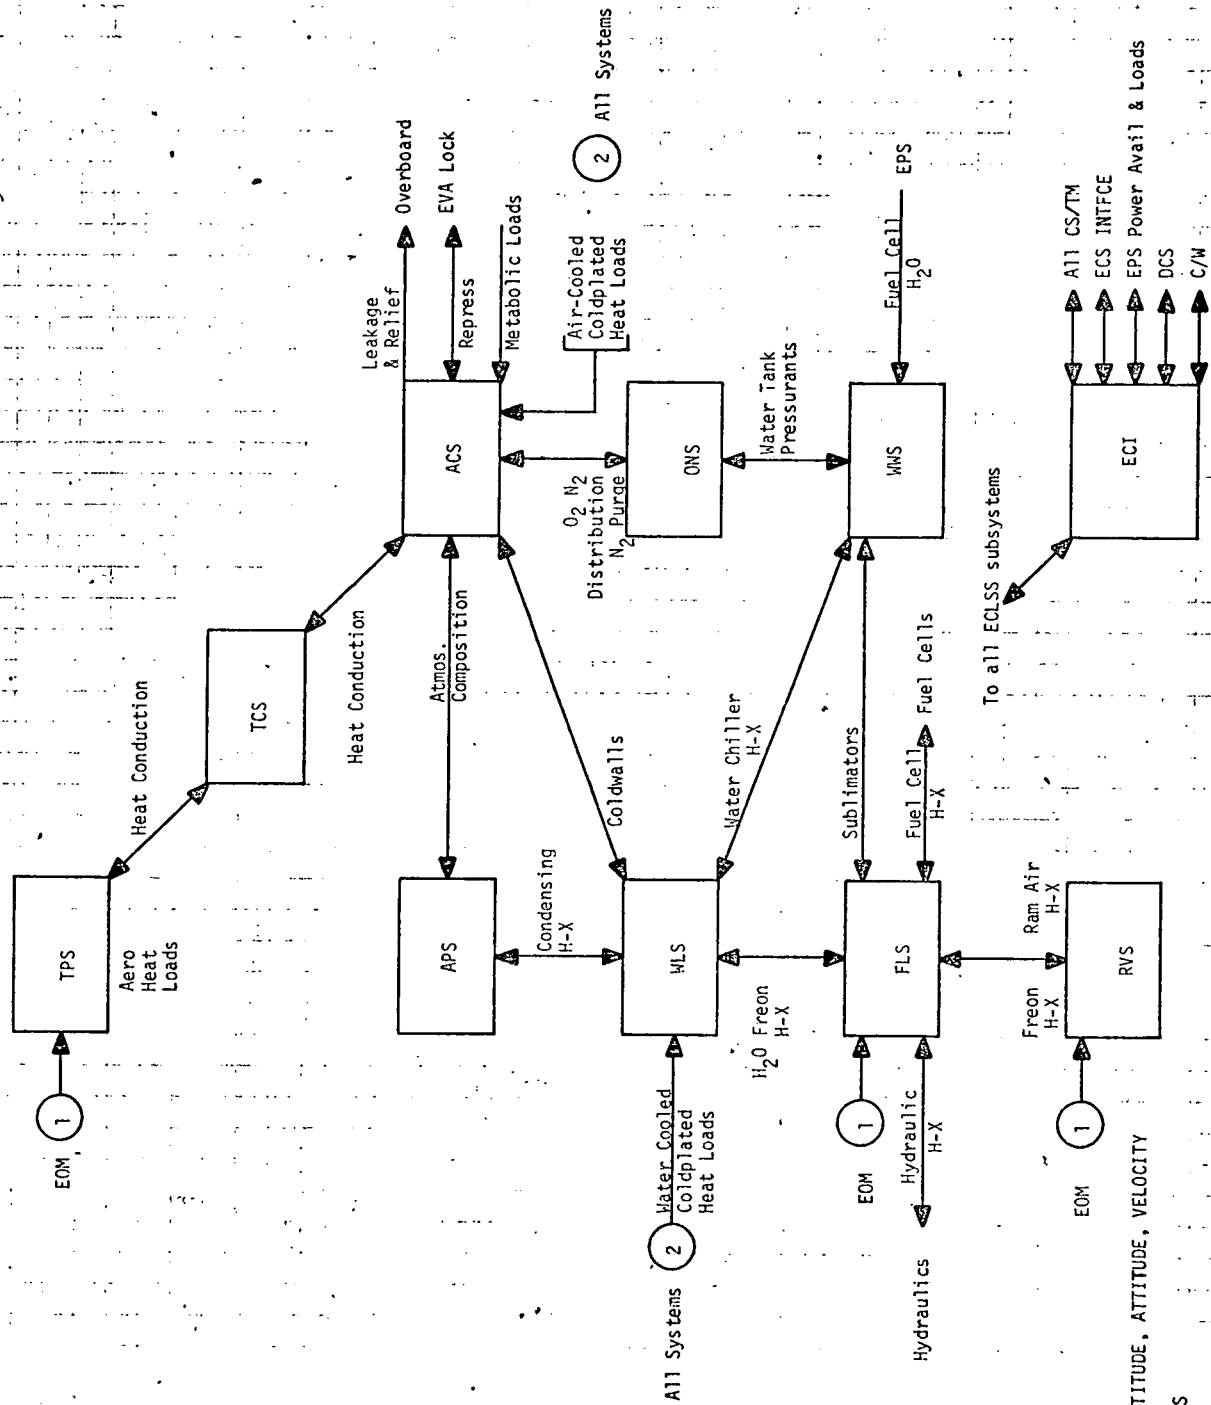 EOM
1
TPS
Aero
Heat
Loads
Heat Conduction
TCS
Heat Conduction
Leakage
& Relief
Overboard
EVA Lock
Repress
Metabolic Loads
ACS
Atmos.
Composition
Air-Cooled
Coldplated
Heat Loads
2
All Systems
APS
Condensing
H-X
Coldwalls
O2 N2
Distribution
N2 Purge
ONS
Water Tank
Pressurants
All Systems
2
Water Cooled
Coldplated
Heat Loads
WLS
Water Chiller
H-X
H2O Freon
H-X
WWS
Fuel Cell
H2O
EPS
Sublimators
EOM
1
FLS
Fuel Cell
H-X
Fuel Cells
Hydraulics
Hydraulic
H-X
Freon
H-X
Ram Air
H-X
EOM
1
RVS
To all ECLSS subsystems
ECI
All CS/TM
ECS INTFCE
EPS Power Avail & Loads
DCS
C/W
TITUDE, ATTITUDE, VELOCITY
S